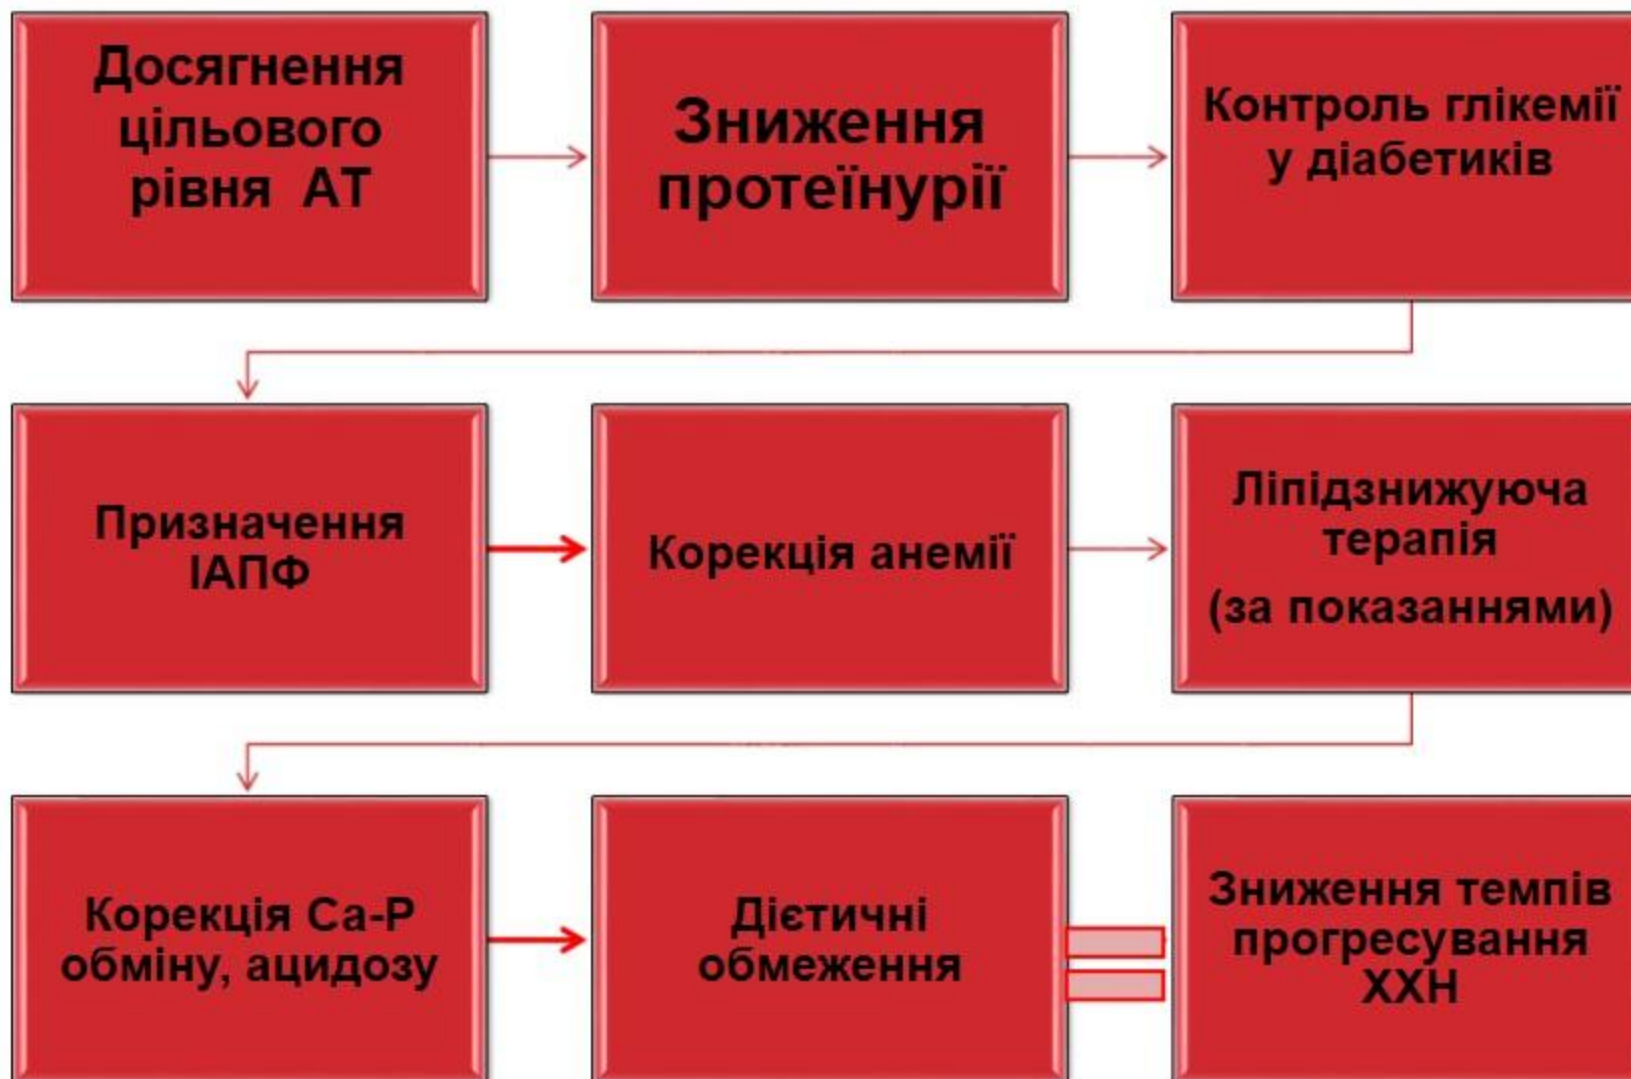 Досягнення
цільового
рівня АТ
Зниження
протеїнурії
Контроль глікемії
у діабетиків
Призначення
ІАПФ
Корекція анемії
Ліпідзнижуюча
терапія
(за показаннями)
Корекція Са-Р
обміну, ацидозу
Дієтичні
обмеження
Зниження темпів
прогресування
ХХН